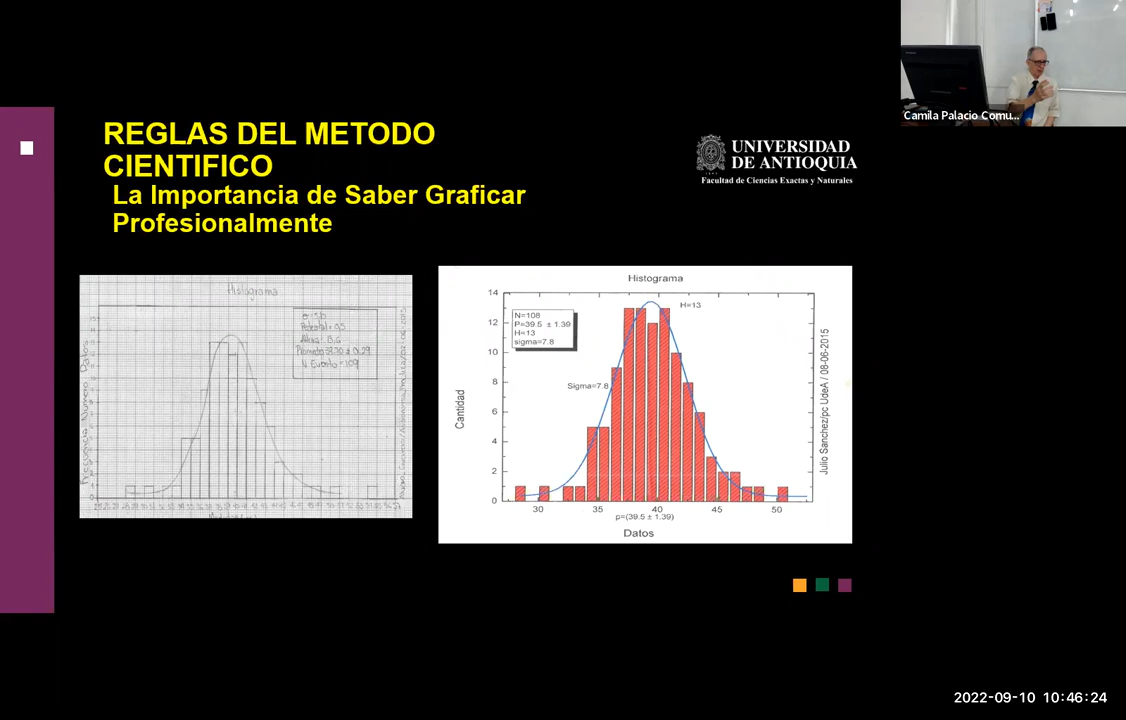 Camila Palacio Comu...
REGLAS DEL METODO
CIENTIFICO
La Importancia de Saber Graficar
Profesionalmente
UNIVERSIDAD
DE ANTIOQUIA
1803
Facultad de Ciencias Exactas y Naturales
Histograma
Histograma
14
12
10
8
6
4
2
0
N=108
P=39.5 ± 1.39
H=13
sigma=7.8
H=13
Sigma=7.8
Cantidad
Julio Sanchez/pc UdeA / 08-06-2015
30 35 40 45 50
p=(39.5 ± 1.39)
Datos
2022-09-10 10:46:24